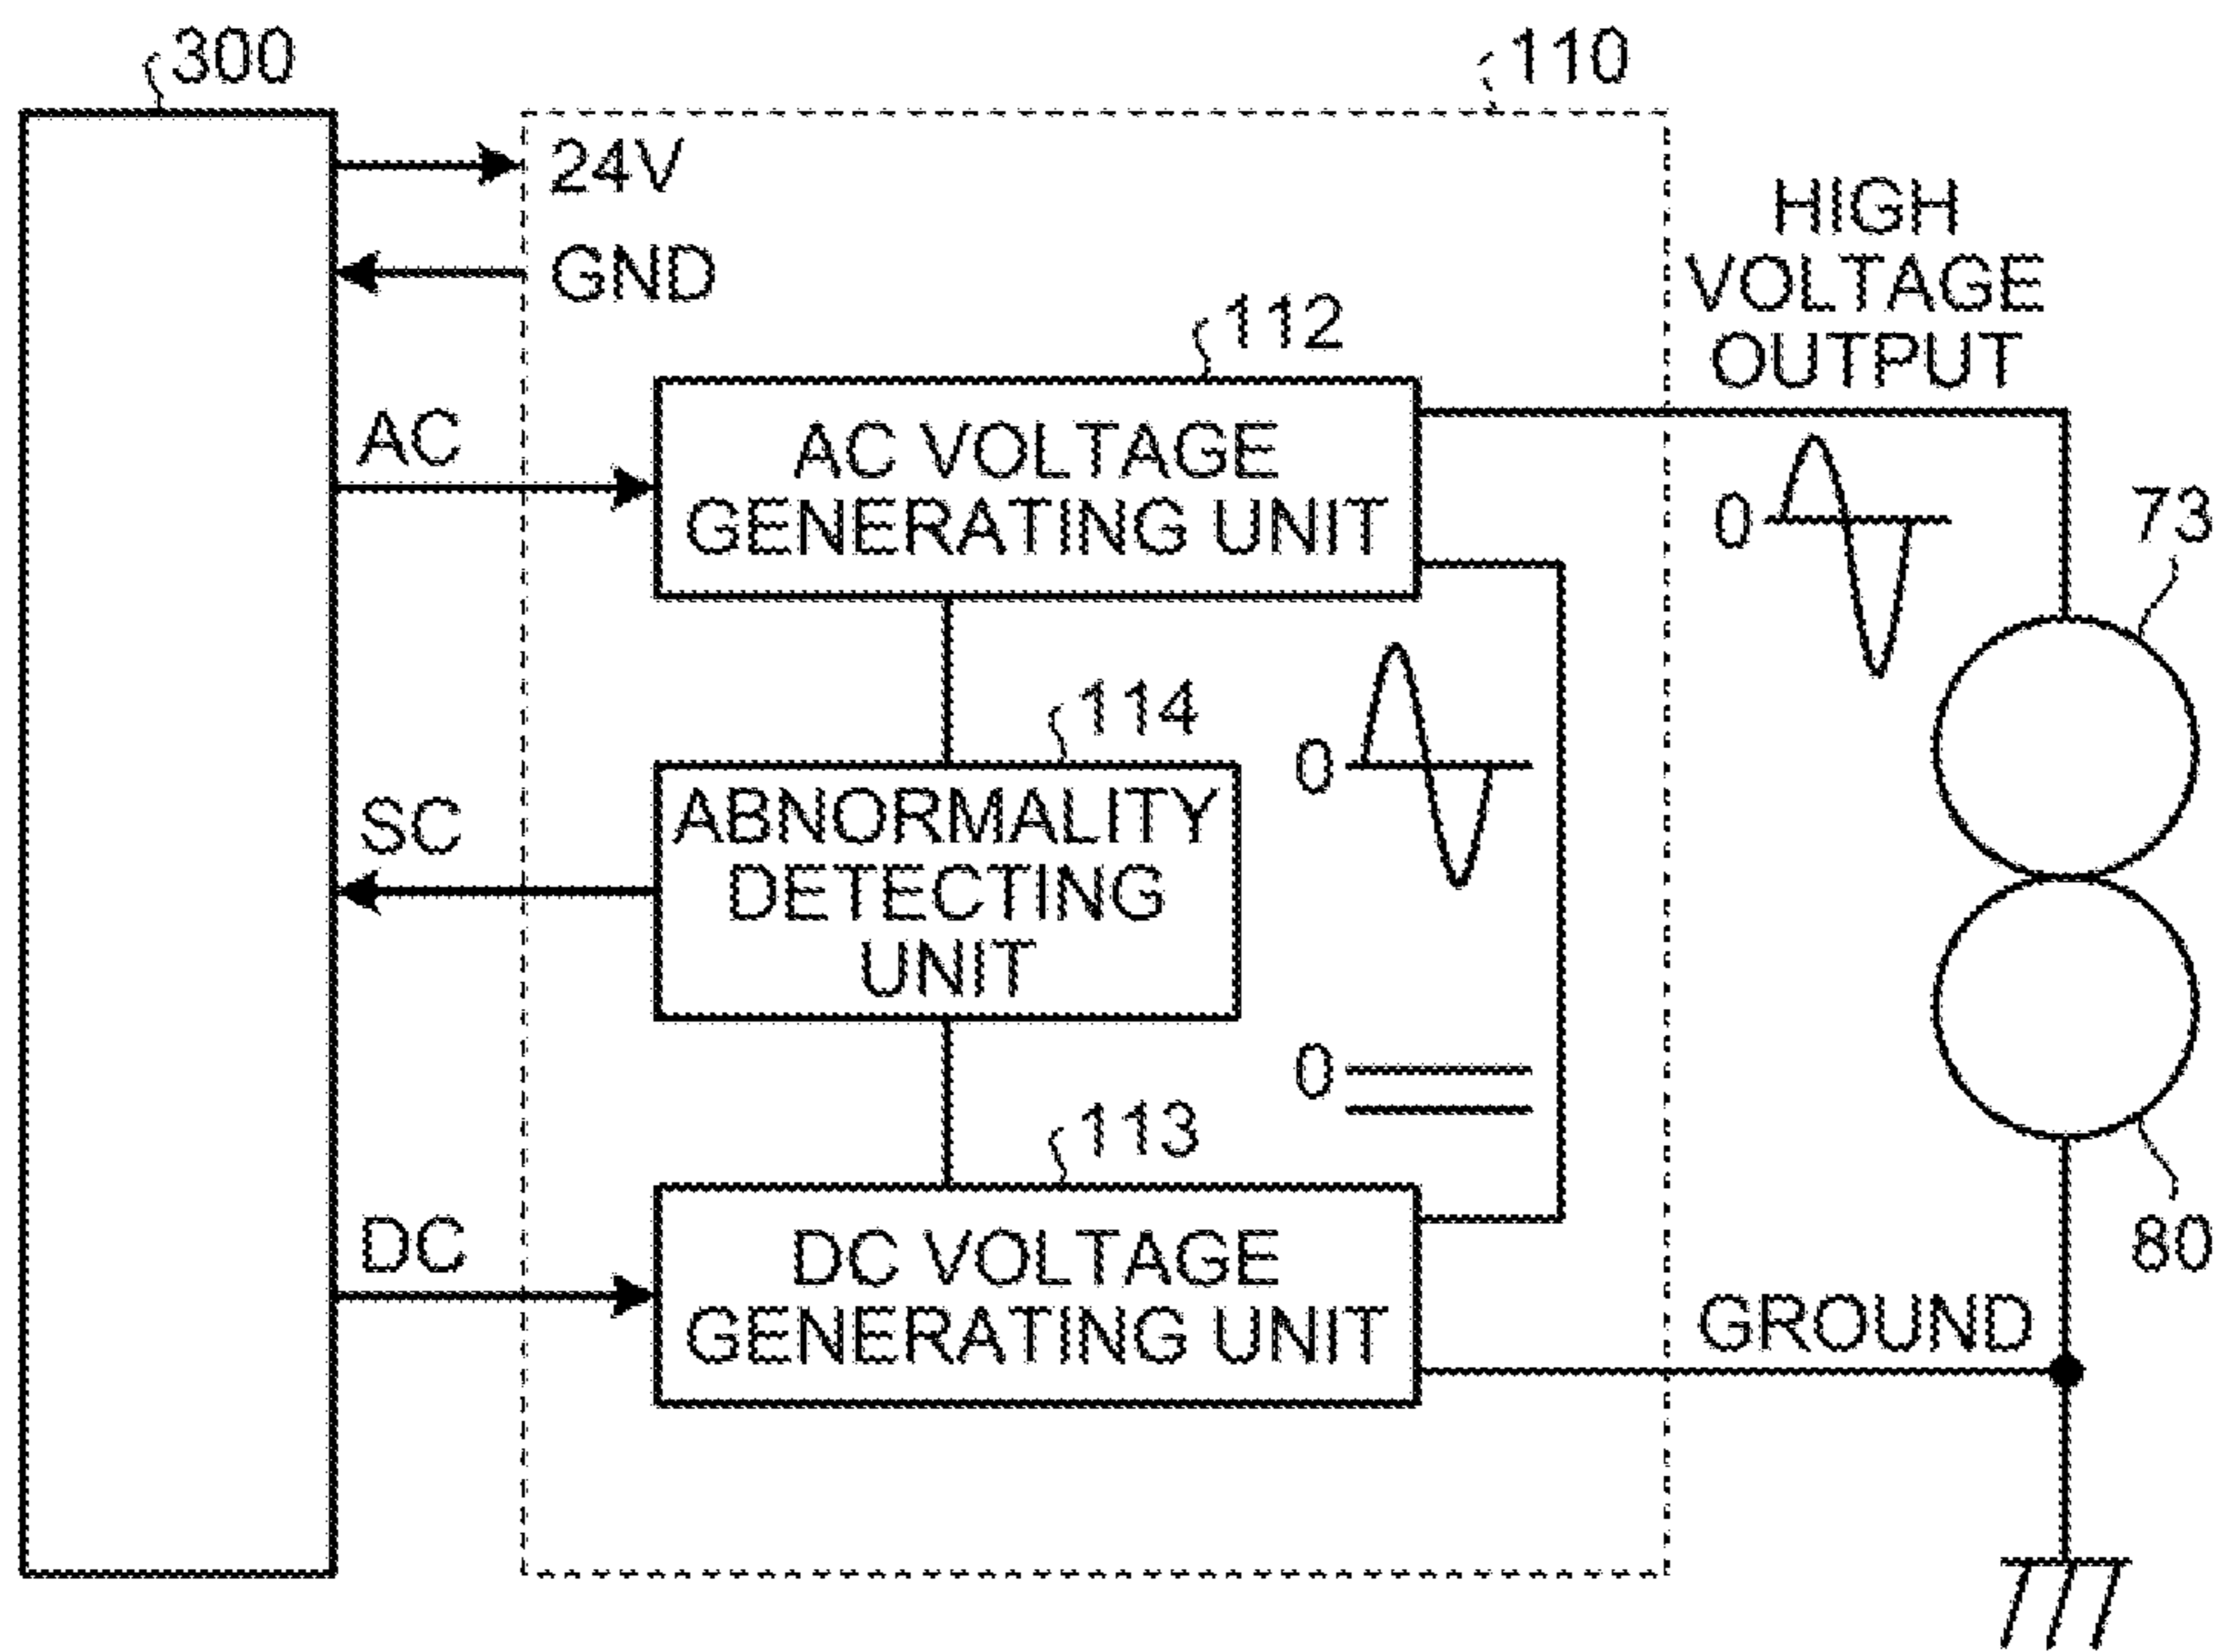 300
110
24V
GND
HIGH
VOLTAGE
OUTPUT
112
AC
AC VOLTAGE
GENERATING UNIT
0
73
114
0
SC
ABNORMALITY
DETECTING
UNIT
0
113
DC
DC VOLTAGE
GENERATING UNIT
80
GROUND